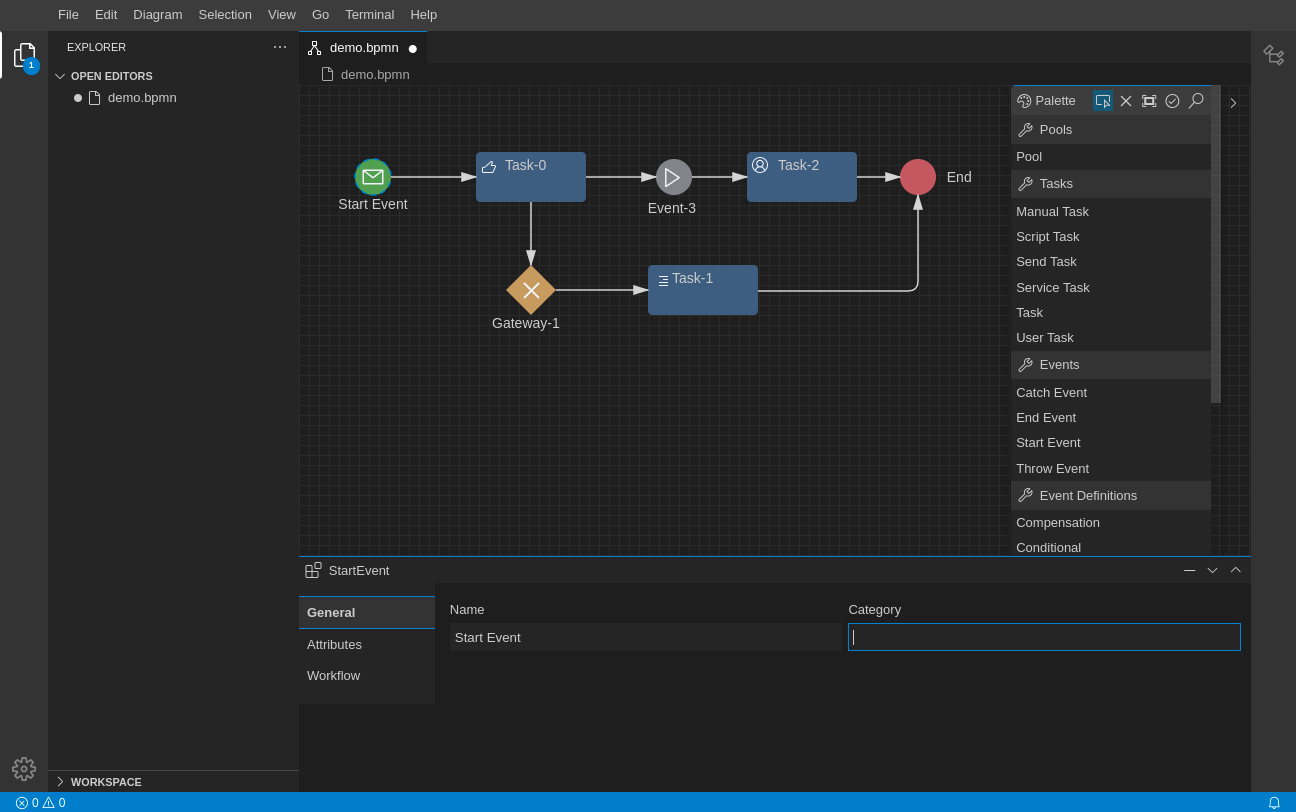 File Edit Diagram Selection View Go Terminal Help
1
EXPLORER
OPEN EDITORS
demo.bpmn
WORKSPACE
demo.bpmn
demo.bpmn
Start Event
Task-0
Event-3
Task-2
End
Gateway-1
Task-1
Palette
Pools
Pool
Tasks
Manual Task
Script Task
Send Task
Service Task
Task
User Task
Events
Catch Event
End Event
Start Event
Throw Event
Event Definitions
Compensation
Conditional
StartEvent
General
Attributes
Workflow
Name
Start Event
Category
0 0